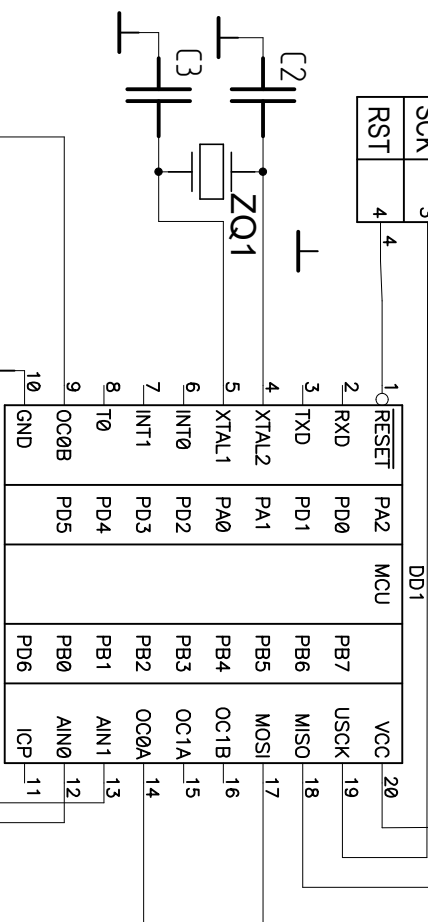 SCK 3
RST 4 4
DD1
1 RESET PA2 MCU VCC 20
2 RXD PD0 PB7 USCK 19
3 TXD PD1 PB6 MISO 18
C2
ZQ1
4 XTAL2 PA1 PB5 MOSI 17
5 XTAL1 PA0 PB4 OC1B 16
C3
6 INT0 PD2 PB3 OC1A 15
7 INT1 PD3 PB2 OC0A 14
8 T0 PD4 PB1 AIN1 13
9 OC0B PD5 PB0 AIN0 12
10 GND PD6 ICP 11